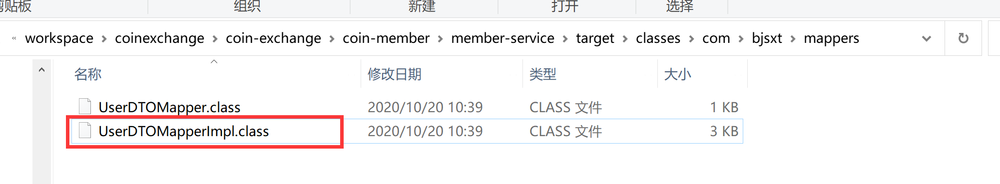 剪贴板 组织 新建 打开 选择
« workspace > coinexchange > coin-exchange > coin-member > member-service > target > classes > com > bjsxt > mappers
名称 修改日期 类型 大小
UserDTOMapper.class 2020/10/20 10:39 CLASS 文件 1 KB
UserDTOMapperImpl.class 2020/10/20 10:39 CLASS 文件 3 KB